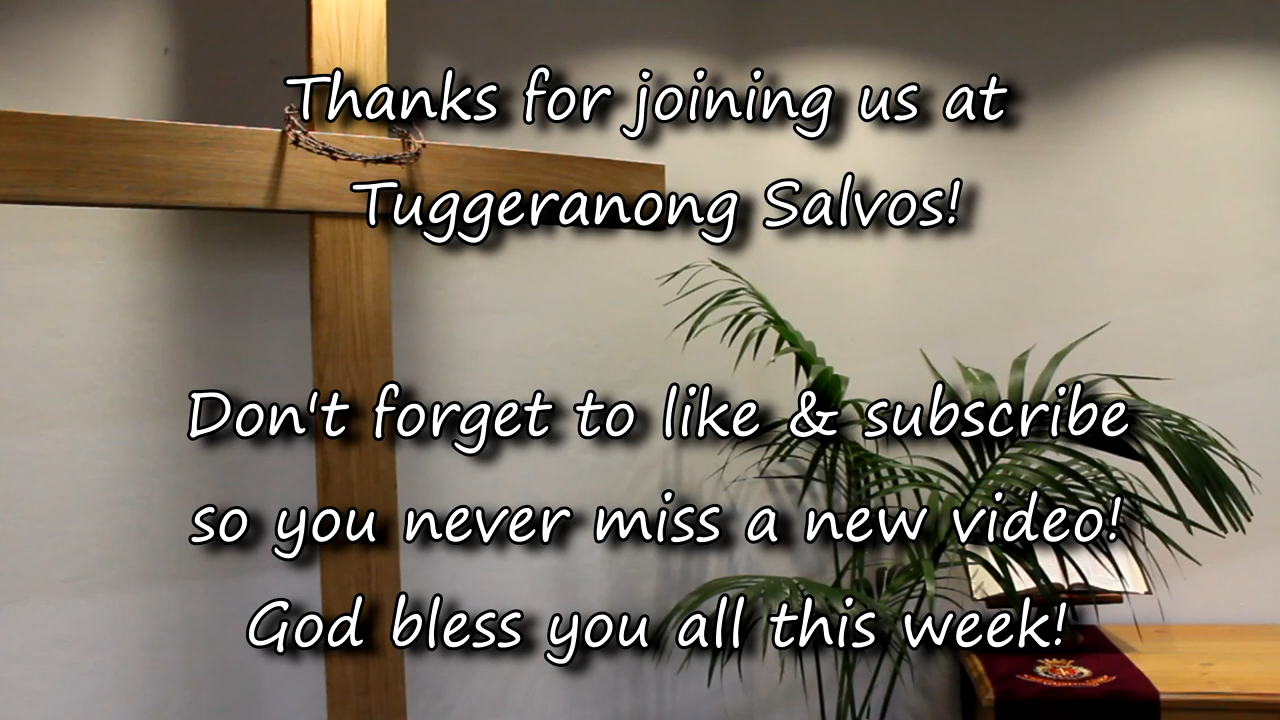 Thanks for joining us at
Tuggeranong Salvos!
Don't forget to like & subscribe
so you never miss a new video!
God bless you all this week!